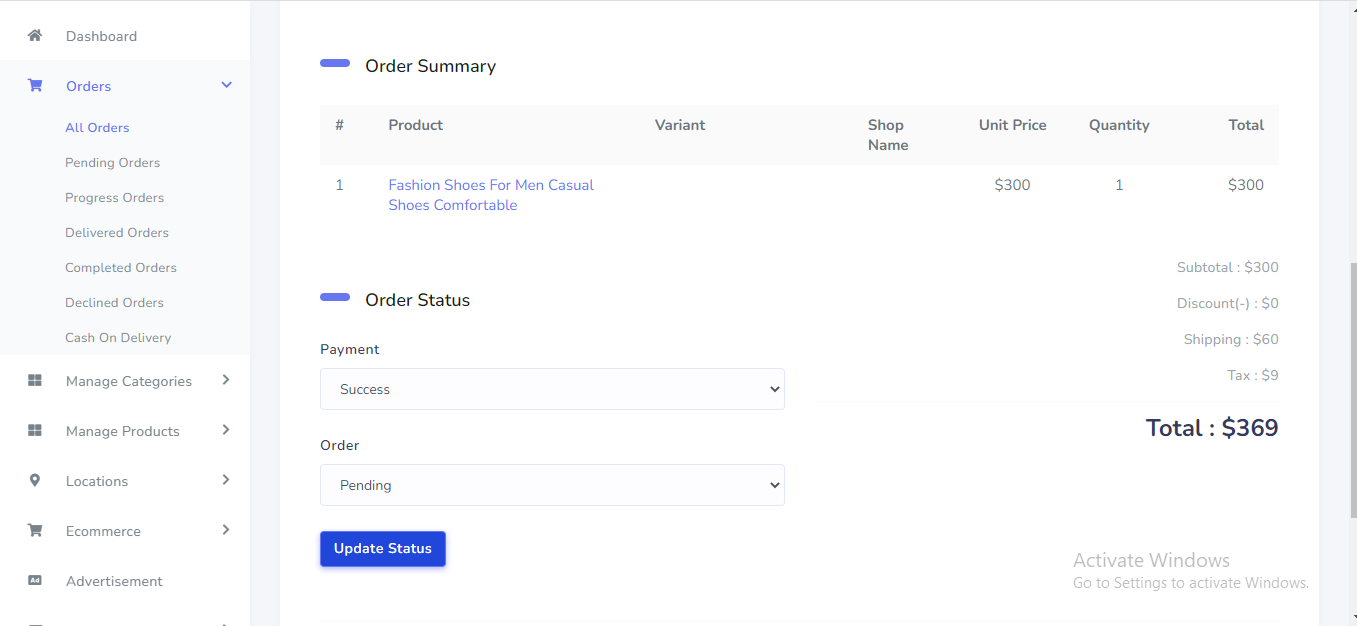 Dashboard
Orders
All Orders
Pending Orders
Progress Orders
Delivered Orders
Completed Orders
Declined Orders
Cash On Delivery
Manage Categories
Manage Products
Locations
Ecommerce
Ad
Advertisement
Order Summary
# Product Variant Shop Name Unit Price Quantity Total
1 Fashion Shoes For Men Casual $300 1 $300
Shoes Comfortable
Subtotal : $300
Discount(-) : $0
Shipping : $60
Tax : $9
Total : $369
Order Status
Payment
Success
Order
Pending
Update Status
Activate Windows
Go to Settings to activate Windows.